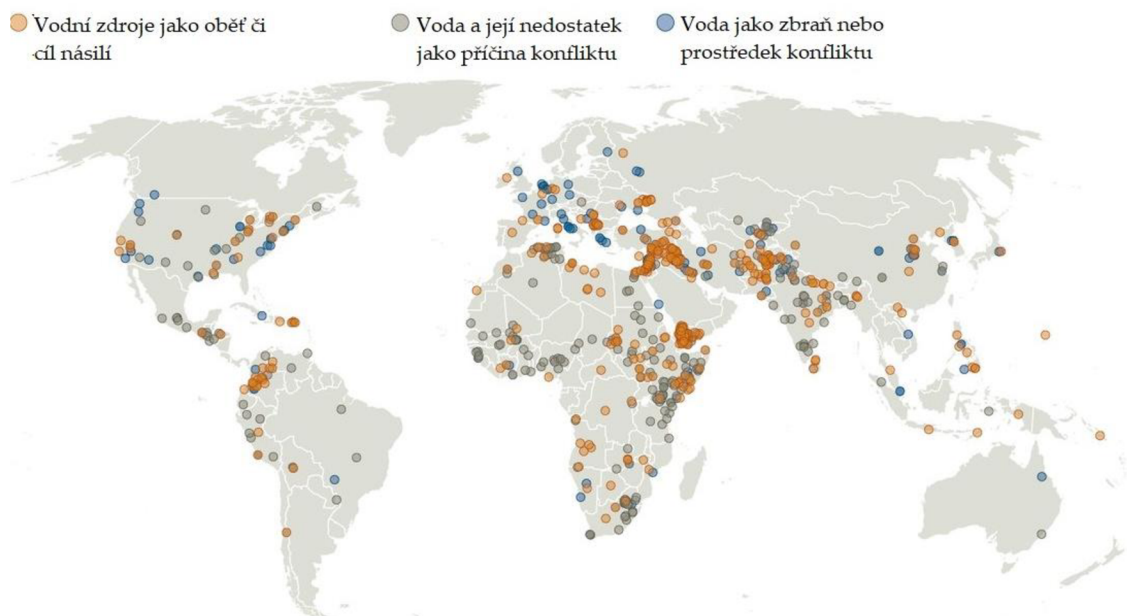 Vodní zdroje jako oběť či
cíl násilí
Voda a její nedostatek
jako příčina konfliktu
Voda jako zbraň nebo
prostředek konfliktu